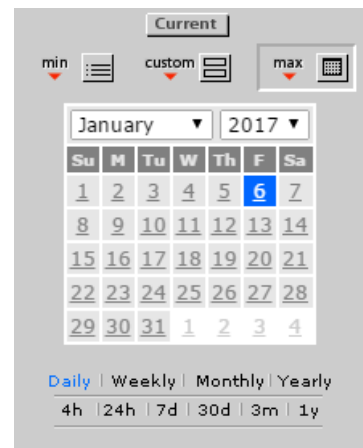 Current
min custom max
January 2017
Su M Tu W Th F Sa
1 2 3 4 5 6 7
8 9 10 11 12 13 14
15 16 17 18 19 20 21
22 23 24 25 26 27 28
29 30 31 1 2 3 4
Daily | Weekly | Monthly | Yearly
4h | 24h | 7d | 30d | 3m | 1y